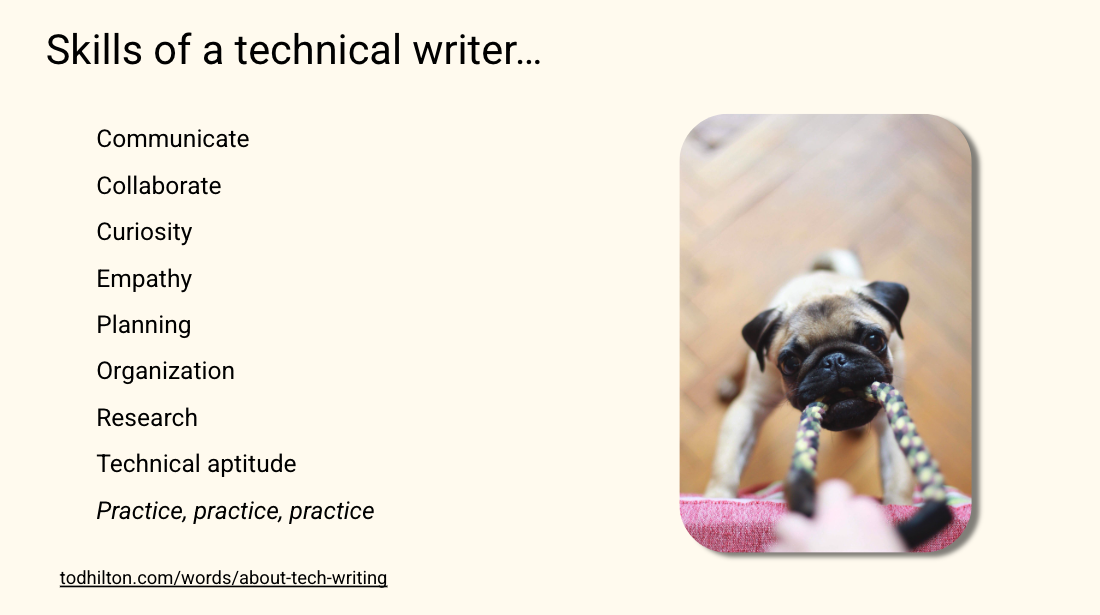 Skills of a technical writer…
Communicate
Collaborate
Curiosity
Empathy
Planning
Organization
Research
Technical aptitude
Practice, practice, practice
todhilton.com/words/about-tech-writing